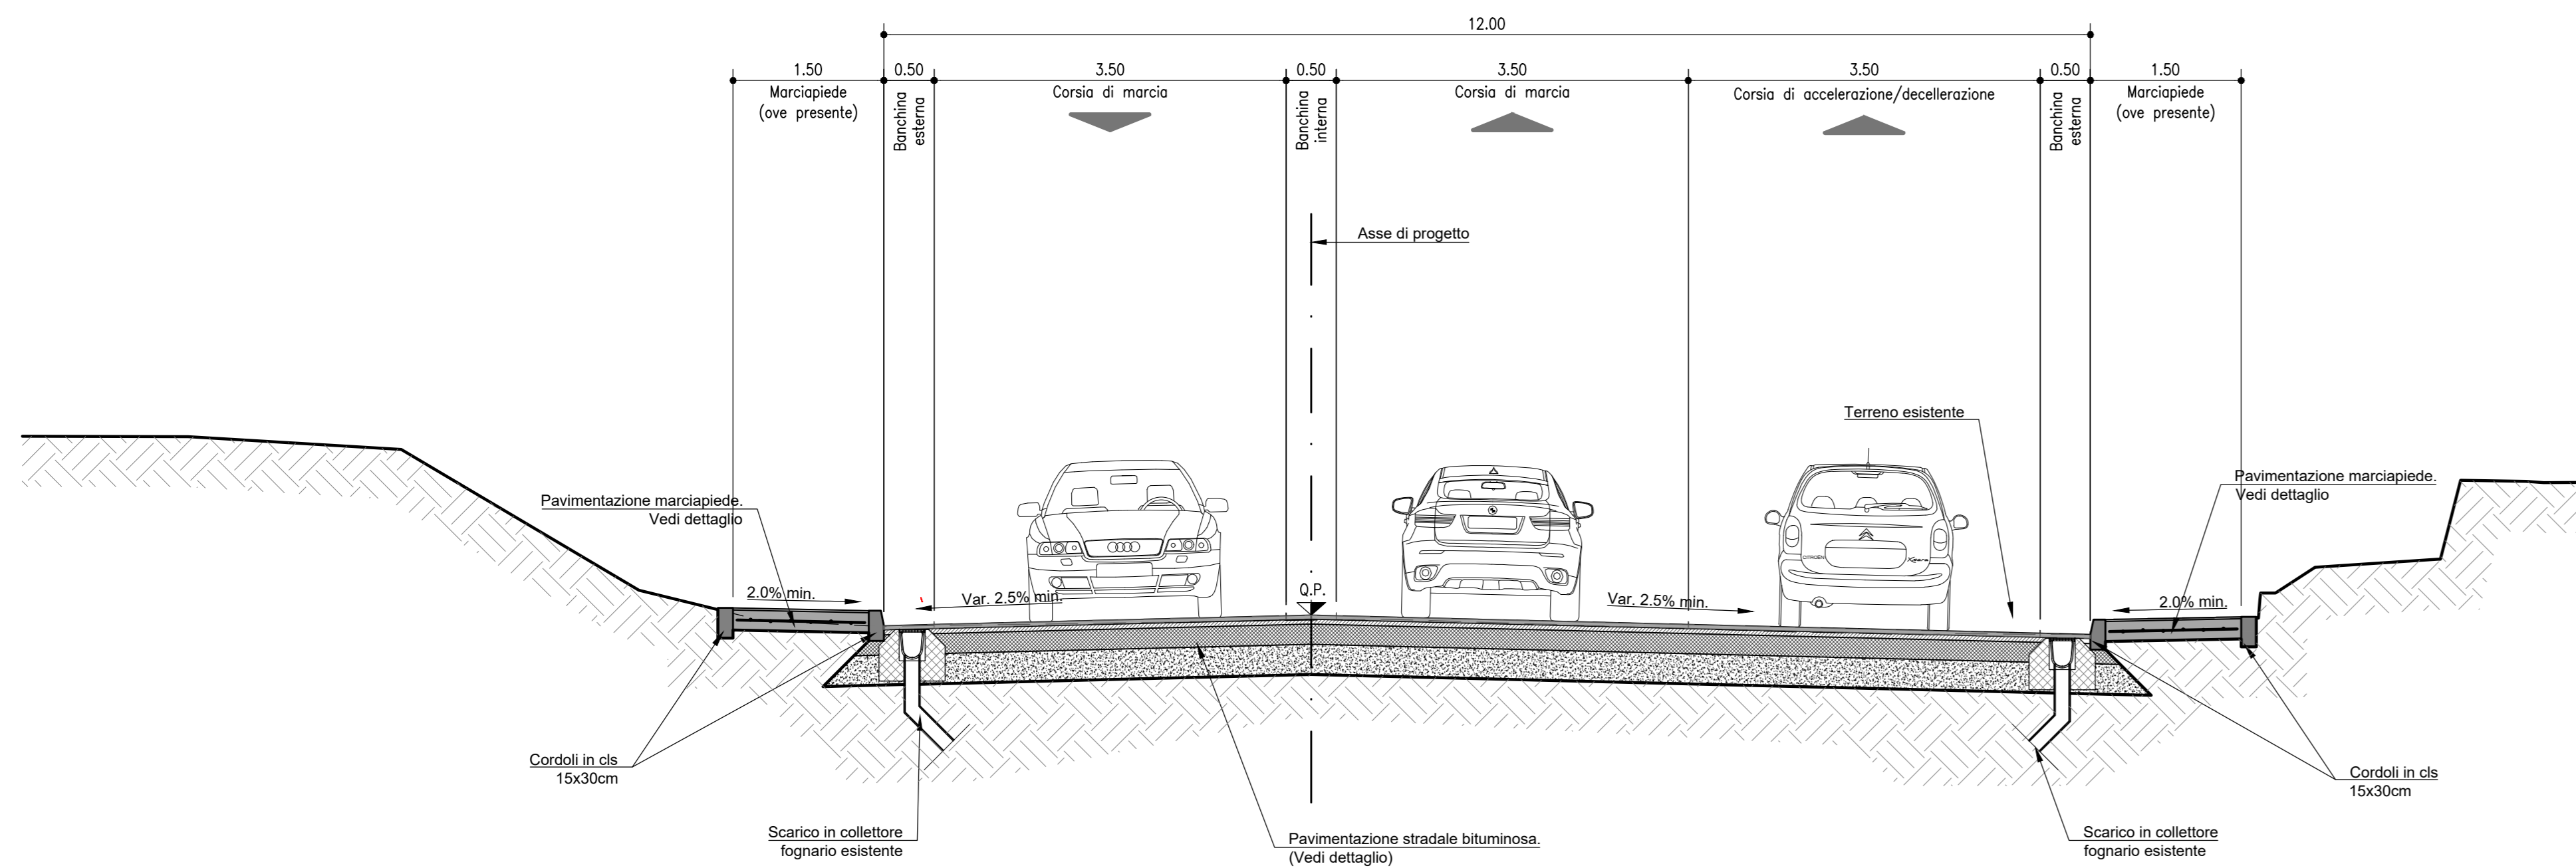 12.00
1.50
0.50
3.50
0.50
3.50
3.50
0.50
1.50
Marciapiede
(ove presente)
Banchina
esterna
Corsia di marcia
Banchina
interna
Corsia di marcia
Corsia di accelerazione/decellerazione
Banchina
esterna
Marciapiede
(ove presente)
Asse di progetto
Terreno esistente
Pavimentazione marciapiede.
Vedi dettaglio
Pavimentazione marciapiede.
Vedi dettaglio
2.0% min.
Var. 2.5% min.
Q.P.
Var. 2.5% min.
2.0% min.
CITROEN
Xsara
Cordoli in cls
15x30cm
Cordoli in cls
15x30cm
Scarico in collettore
fognario esistente
Pavimentazione stradale bituminosa.
(Vedi dettaglio)
Scarico in collettore
fognario esistente